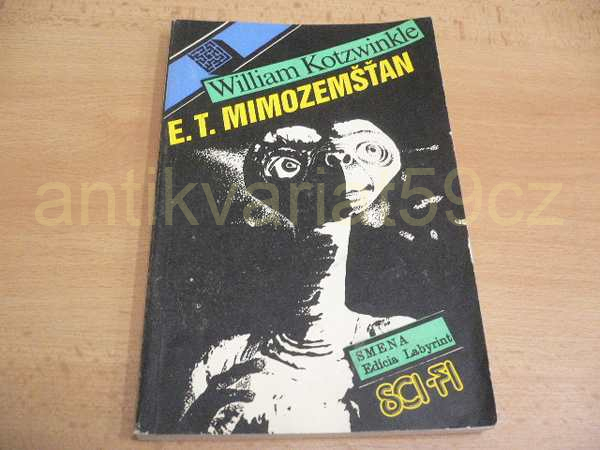 William Kotzwinkle
E. T. MIMOZEMŠŤAN
antikvariat59cz
SMENA
Edícia Labyrint
SCI-FI